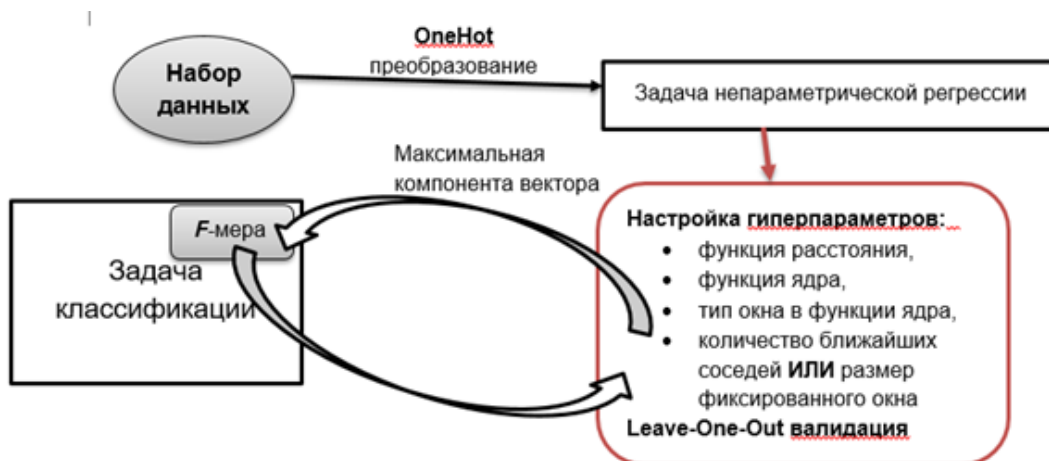 OneHot
преобразование
Набор
данных
Задача непараметрической регрессии
Максимальная
компонента вектора
F-мера
Задача
классификации
Настройка гиперпараметров:
• функция расстояния,
• функция ядра,
• тип окна в функции ядра,
• количество ближайших
соседей ИЛИ размер
фиксированного окна
Leave-One-Out валидация